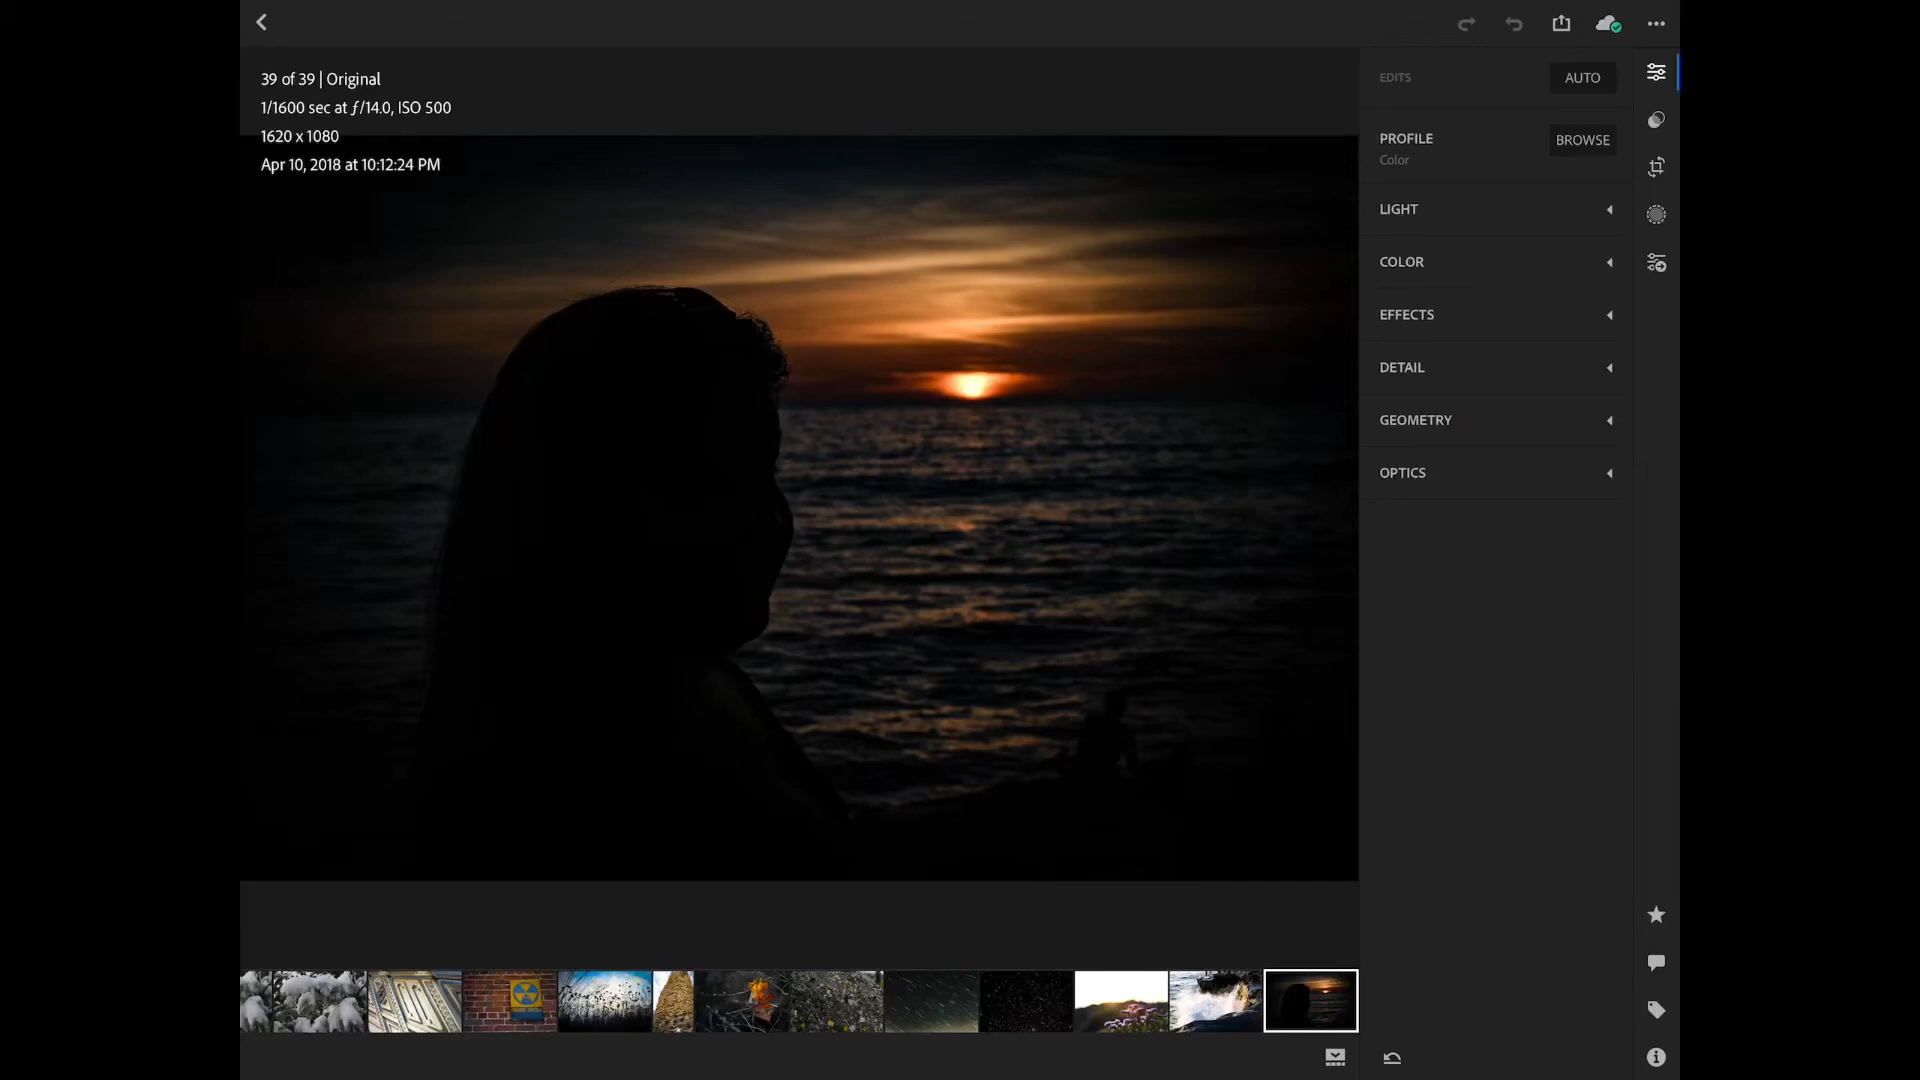 39 of 39 | Original
1/1600 sec at ƒ/14.0, ISO 500
1620 x 1080
Apr 10, 2018 at 10:12:24 PM
EDITS
AUTO
PROFILE
BROWSE
Color
LIGHT
COLOR
EFFECTS
DETAIL
GEOMETRY
OPTICS